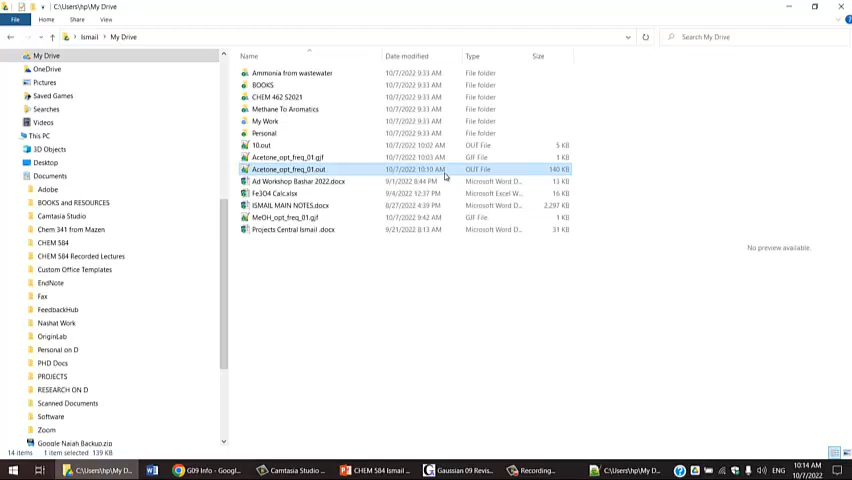 C:\Users\hp\My Drive
File
Home
Share
View
Ismail
My Drive
Search My Drive
My Drive
OneDrive
Pictures
Saved Games
Searches
Videos
This PC
3D Objects
Desktop
Documents
Adobe
BOOKS and RESOURCES
Camtasia Studio
Chem 341 from Mazen
CHEM 584
CHEM 584 Recorded Lectures
Custom Office Templates
EndNote
Fax
FeedbackHub
Nashat Work
OriginLab
Personal on D
PHD Docs
PROJECTS
RESEARCH ON D
Scanned Documents
Software
Zoom
Google Najah Backup.zip
Name Date modified Type Size
Ammonia from wastewater 10/7/2022 9:33 AM File folder
BOOKS 10/7/2022 9:33 AM File folder
CHEM 462 S2021 10/7/2022 9:33 AM File folder
Methane To Aromatics 10/7/2022 9:33 AM File folder
My Work 10/7/2022 9:33 AM File folder
Personal 10/7/2022 9:33 AM File folder
10.out 10/7/2022 10:02 AM OUT File 5 KB
Acetone_opt_freq_01.gjf 10/7/2022 10:03 AM GJF File 1 KB
Acetone_opt_freq_01.out 10/7/2022 10:10 AM OUT File 140 KB
Ad Workshop Bashar 2022.docx 9/1/2022 8:44 PM Microsoft Word D... 13 KB
Fe3O4 Calc.xlsx 9/4/2022 12:37 PM Microsoft Excel W... 16 KB
ISMAIL MAIN NOTES.docx 8/27/2022 4:39 PM Microsoft Word D... 2,297 KB
MeOH_opt_freq_01.gjf 10/7/2022 9:42 AM GJF File 1 KB
Projects Central Ismail .docx 9/21/2022 8:13 AM Microsoft Word D... 31 KB
No preview available.
14 items 1 item selected 139 KB
C:\Users\hp\My D...
G09 Info - Googl...
Camtasia Studio ...
CHEM 584 Ismail ...
Gaussian 09 Revis...
Recording...
C:\Users\hp\My D...
ENG
10:14 AM
10/7/2022